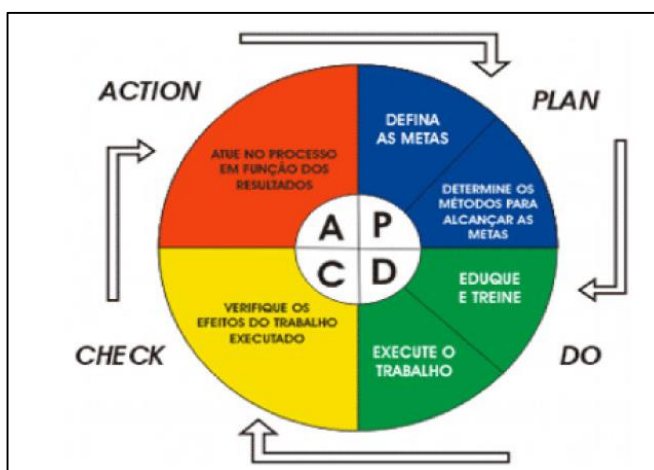 ACTION
PLAN
DEFINA
AS METAS
ATUE NO PROCESSO
EM FUNÇÃO DOS
RESULTADOS
DETERMINE OS
MÉTODOS PARA
ALCANÇAR AS
METAS
A P
C D
EDUQUE
E TREINE
VERIFIQUE OS
EFEITOS DO TRABALHO
EXECUTADO
EXECUTE O
TRABALHO
CHECK
DO